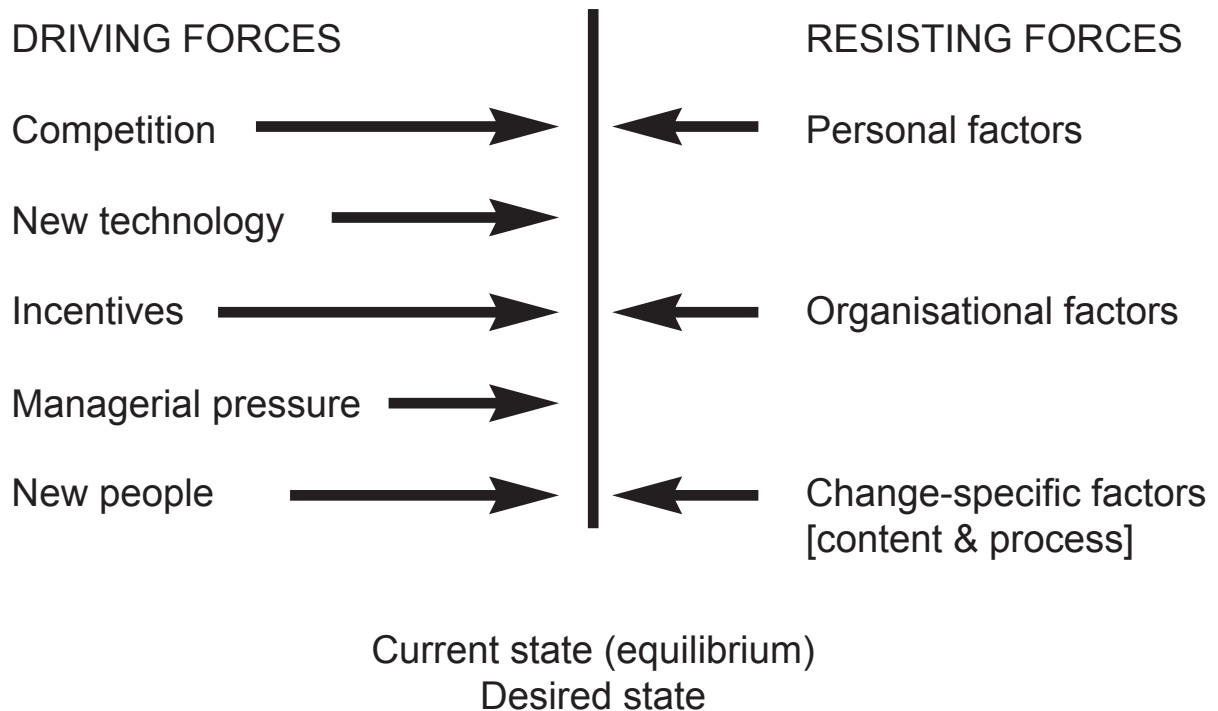 DRIVING FORCES
RESISTING FORCES
Competition
Personal factors
New technology
Incentives
Organisational factors
Managerial pressure
New people
Change-specific factors
[content & process]
Current state (equilibrium)
Desired state